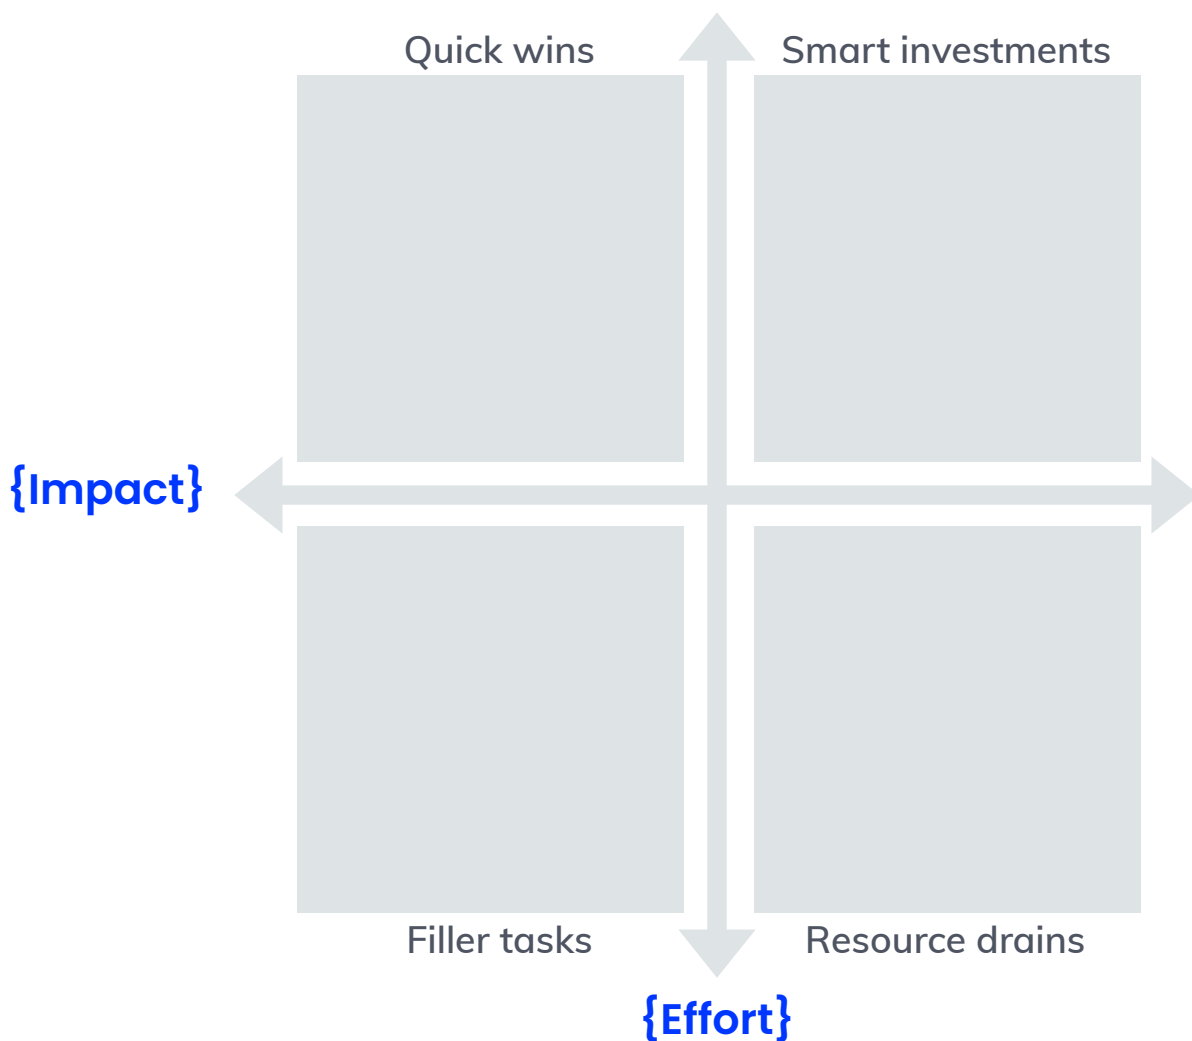 Quick wins
Smart investments
{Impact}
Filler tasks
Resource drains
{Effort}